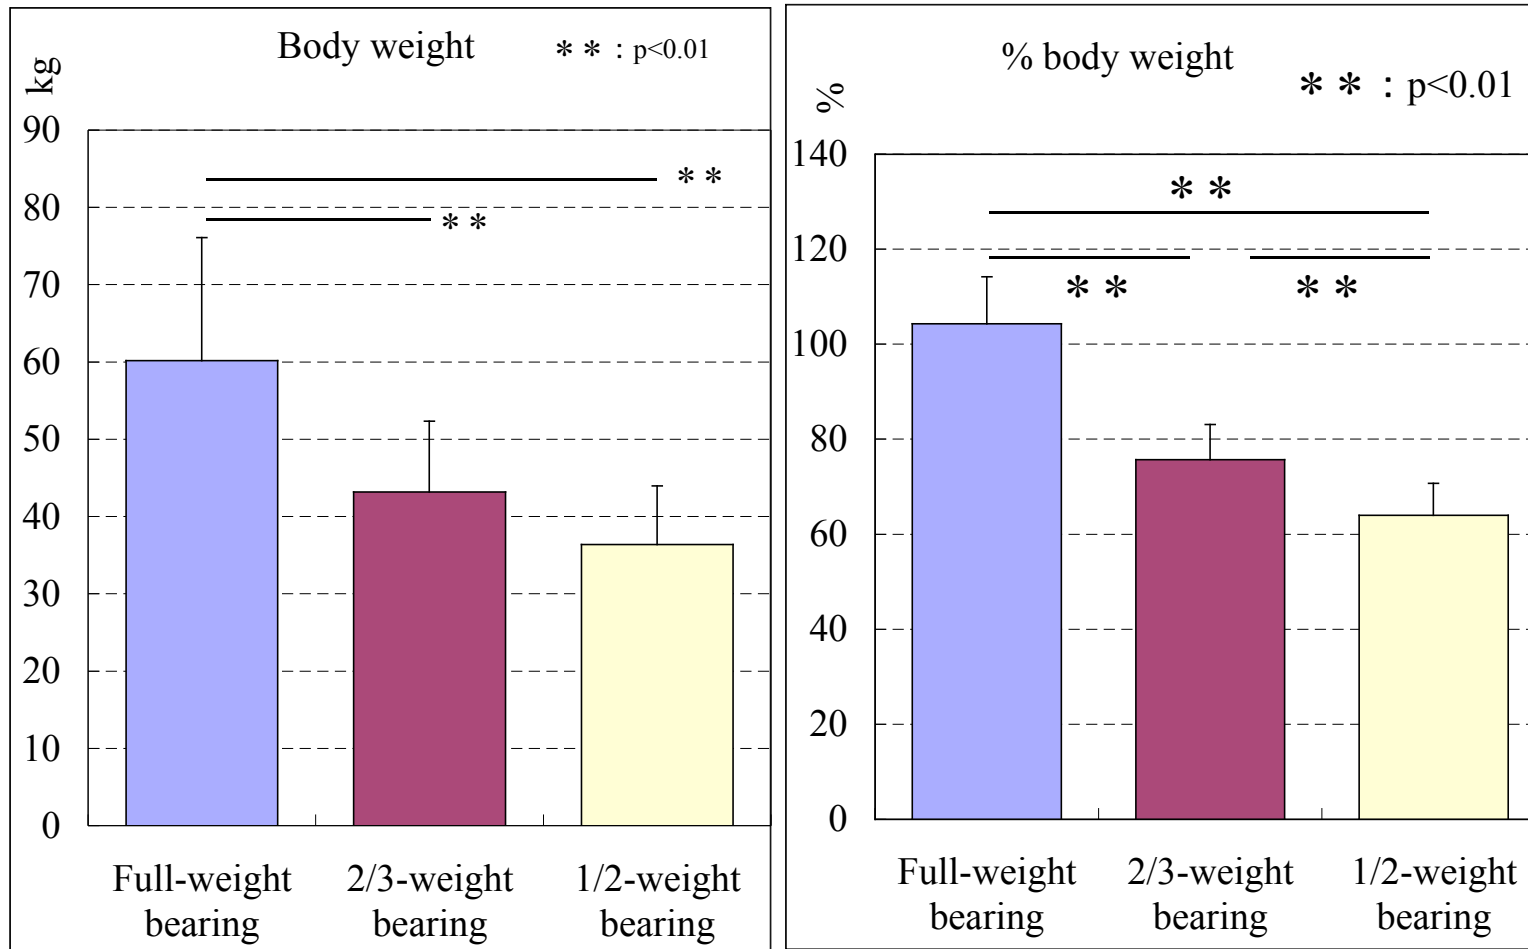 Body weight
＊＊ : p<0.01
kg
90
80
70
60
50
40
30
20
10
0
＊＊
＊＊
Full-weight
bearing
2/3-weight
bearing
1/2-weight
bearing
% body weight
＊＊ : p<0.01
%
140
120
100
80
60
40
20
0
＊＊
＊＊
＊＊
Full-weight
bearing
2/3-weight
bearing
1/2-weight
bearing